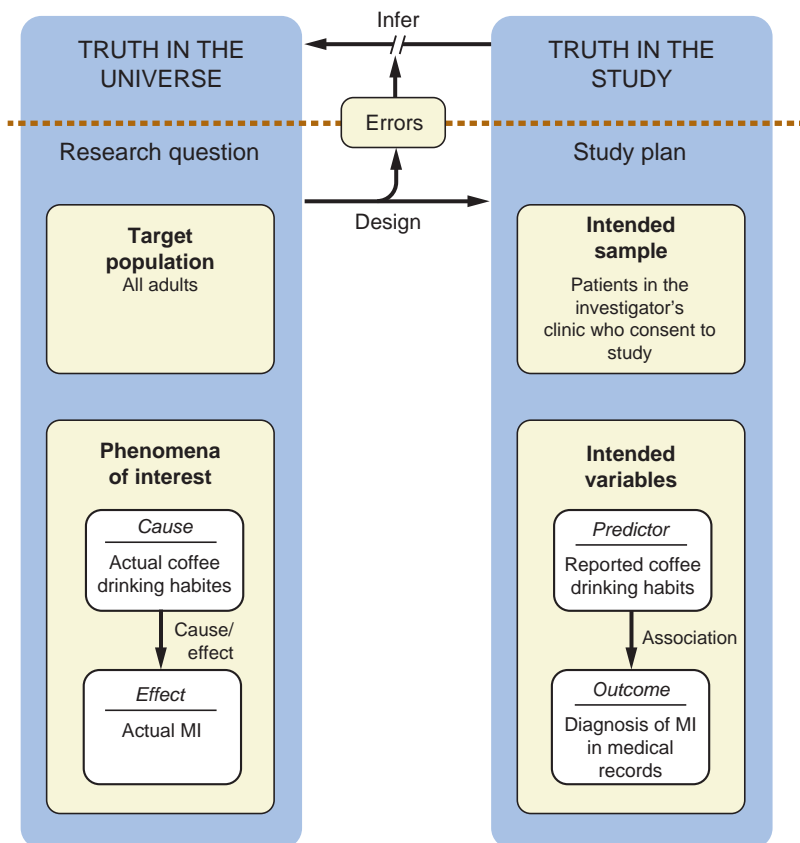 Infer
TRUTH IN THE
UNIVERSE
TRUTH IN THE
STUDY
Errors
Research question
Study plan
Design
Target
population
All adults
Intended
sample
Patients in the
investigator's
clinic who consent to
study
Phenomena
of interest
Cause
Actual coffee
drinking habites
Cause/
effect
Effect
Actual MI
Intended
variables
Predictor
Reported coffee
drinking habits
Association
Outcome
Diagnosis of MI
in medical
records